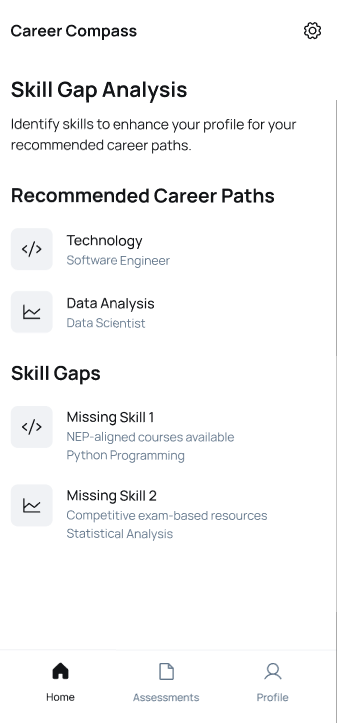 Career Compass
Skill Gap Analysis
Identify skills to enhance your profile for your
recommended career paths.
Recommended Career Paths
Technology
Software Engineer
Data Analysis
Data Scientist
Skill Gaps
Missing Skill 1
NEP-aligned courses available
Python Programming
Missing Skill 2
Competitive exam-based resources
Statistical Analysis
Home
Assessments
Profile